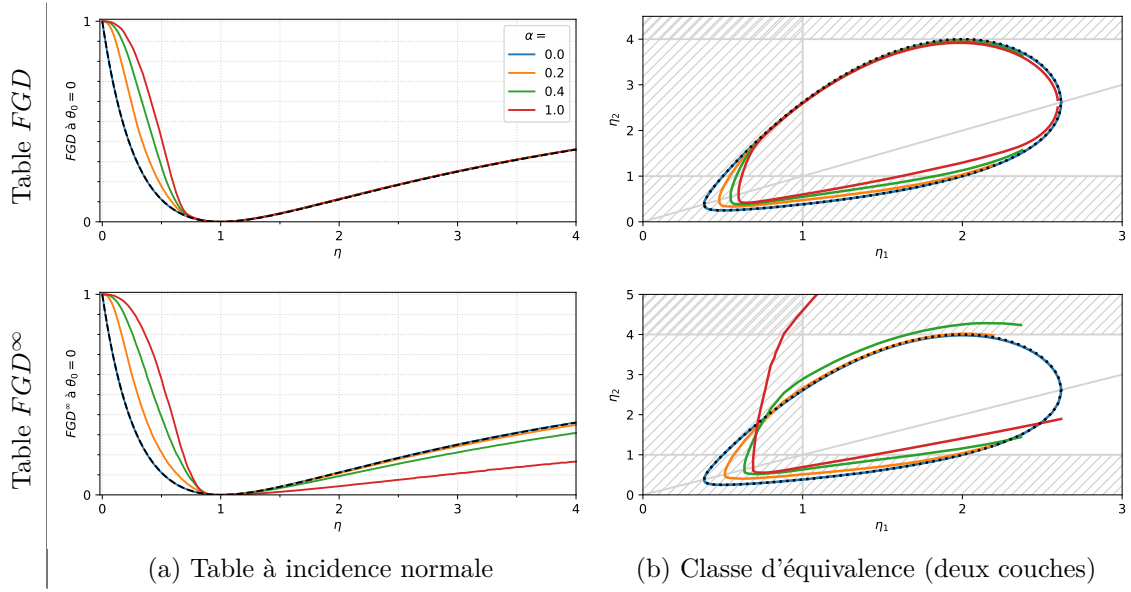 Table FGD
FGD à θ₀ = 0
1
0
0
1
2
3
4
η
α =
0.0
0.2
0.4
1.0
η₂
4
3
2
1
0
0
1
2
3
η₁
Table FGD^∞
FGD^∞ à θ₀ = 0
1
0
0
1
2
3
4
η
η₂
5
4
3
2
1
0
0
1
2
3
η₁
(a) Table à incidence normale
(b) Classe d'équivalence (deux couches)